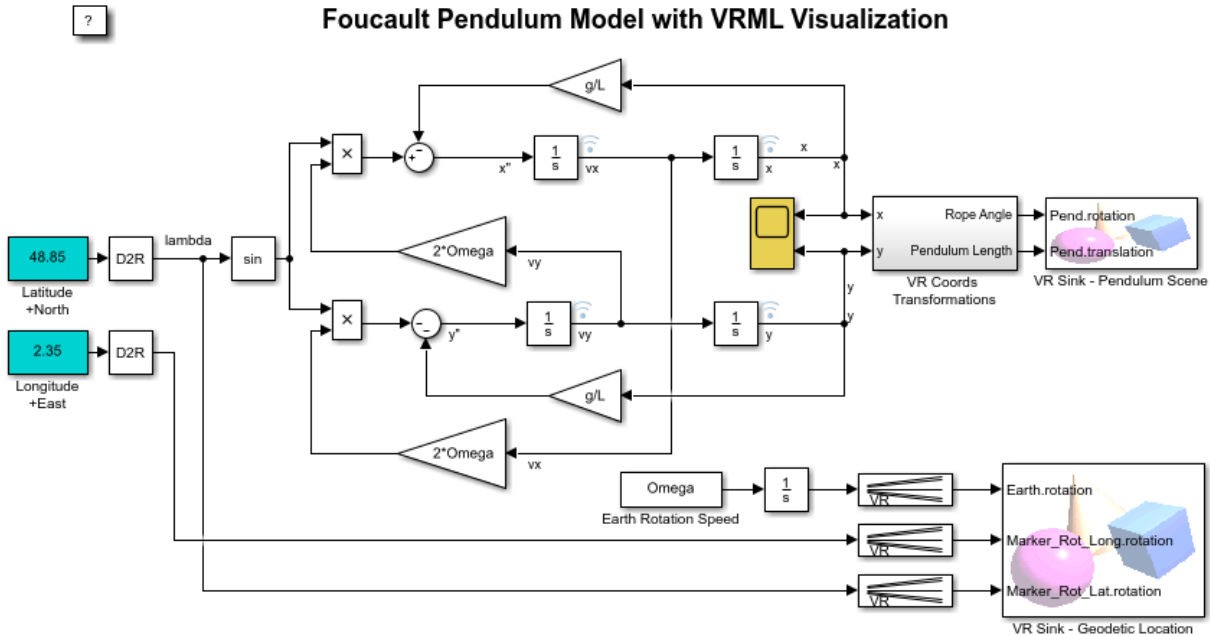 ?
Foucault Pendulum Model with VRML Visualization
g/L
×
+
−
x"
1
s
vx
1
s
x
x
x
2*Omega
vy
lambda
48.85
D2R
sin
Latitude
+North
x
Rope Angle
Pend.rotation
y
Pendulum Length
Pend.translation
VR Coords
Transformations
VR Sink - Pendulum Scene
×
−
−
y"
1
s
vy
1
s
y
y
y
2.35
D2R
Longitude
+East
g/L
2*Omega
vx
Omega
1
s
VR
Earth.rotation
Earth Rotation Speed
VR
Marker_Rot_Long.rotation
VR
Marker_Rot_Lat.rotation
VR Sink - Geodetic Location